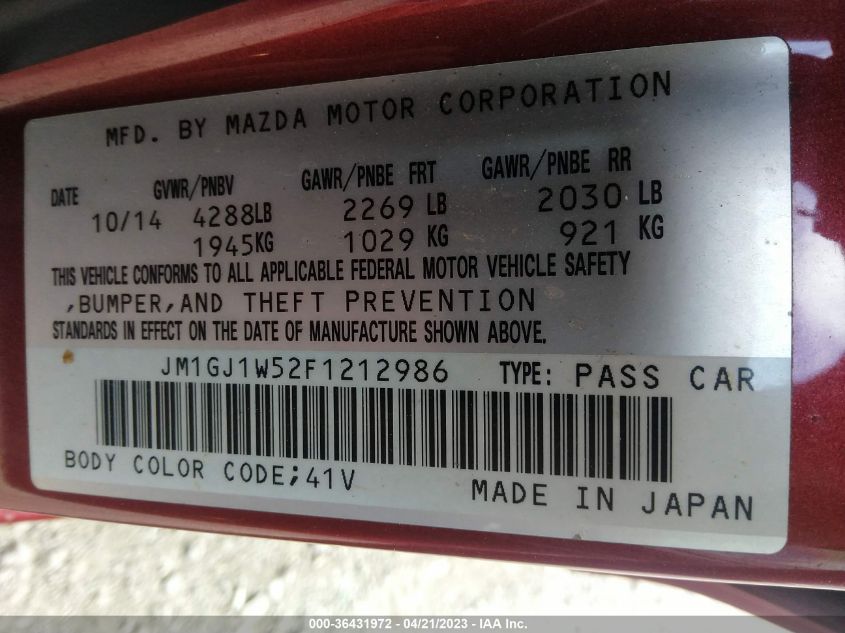 MFD. BY MAZDA MOTOR CORPORATION
DATE GVWR/PNBV GAWR/PNBE FRT GAWR/PNBE RR
10/14 4288LB 2269 LB 2030 LB
1945KG 1029 KG 921 KG
THIS VEHICLE CONFORMS TO ALL APPLICABLE FEDERAL MOTOR VEHICLE SAFETY
,BUMPER,AND THEFT PREVENTION
STANDARDS IN EFFECT ON THE DATE OF MANUFACTURE SHOWN ABOVE.
JM1GJ1W52F1212986 TYPE: PASS CAR
BODY COLOR CODE;41V
MADE IN JAPAN
000-36431972 - 04/21/2023 - IAA Inc.